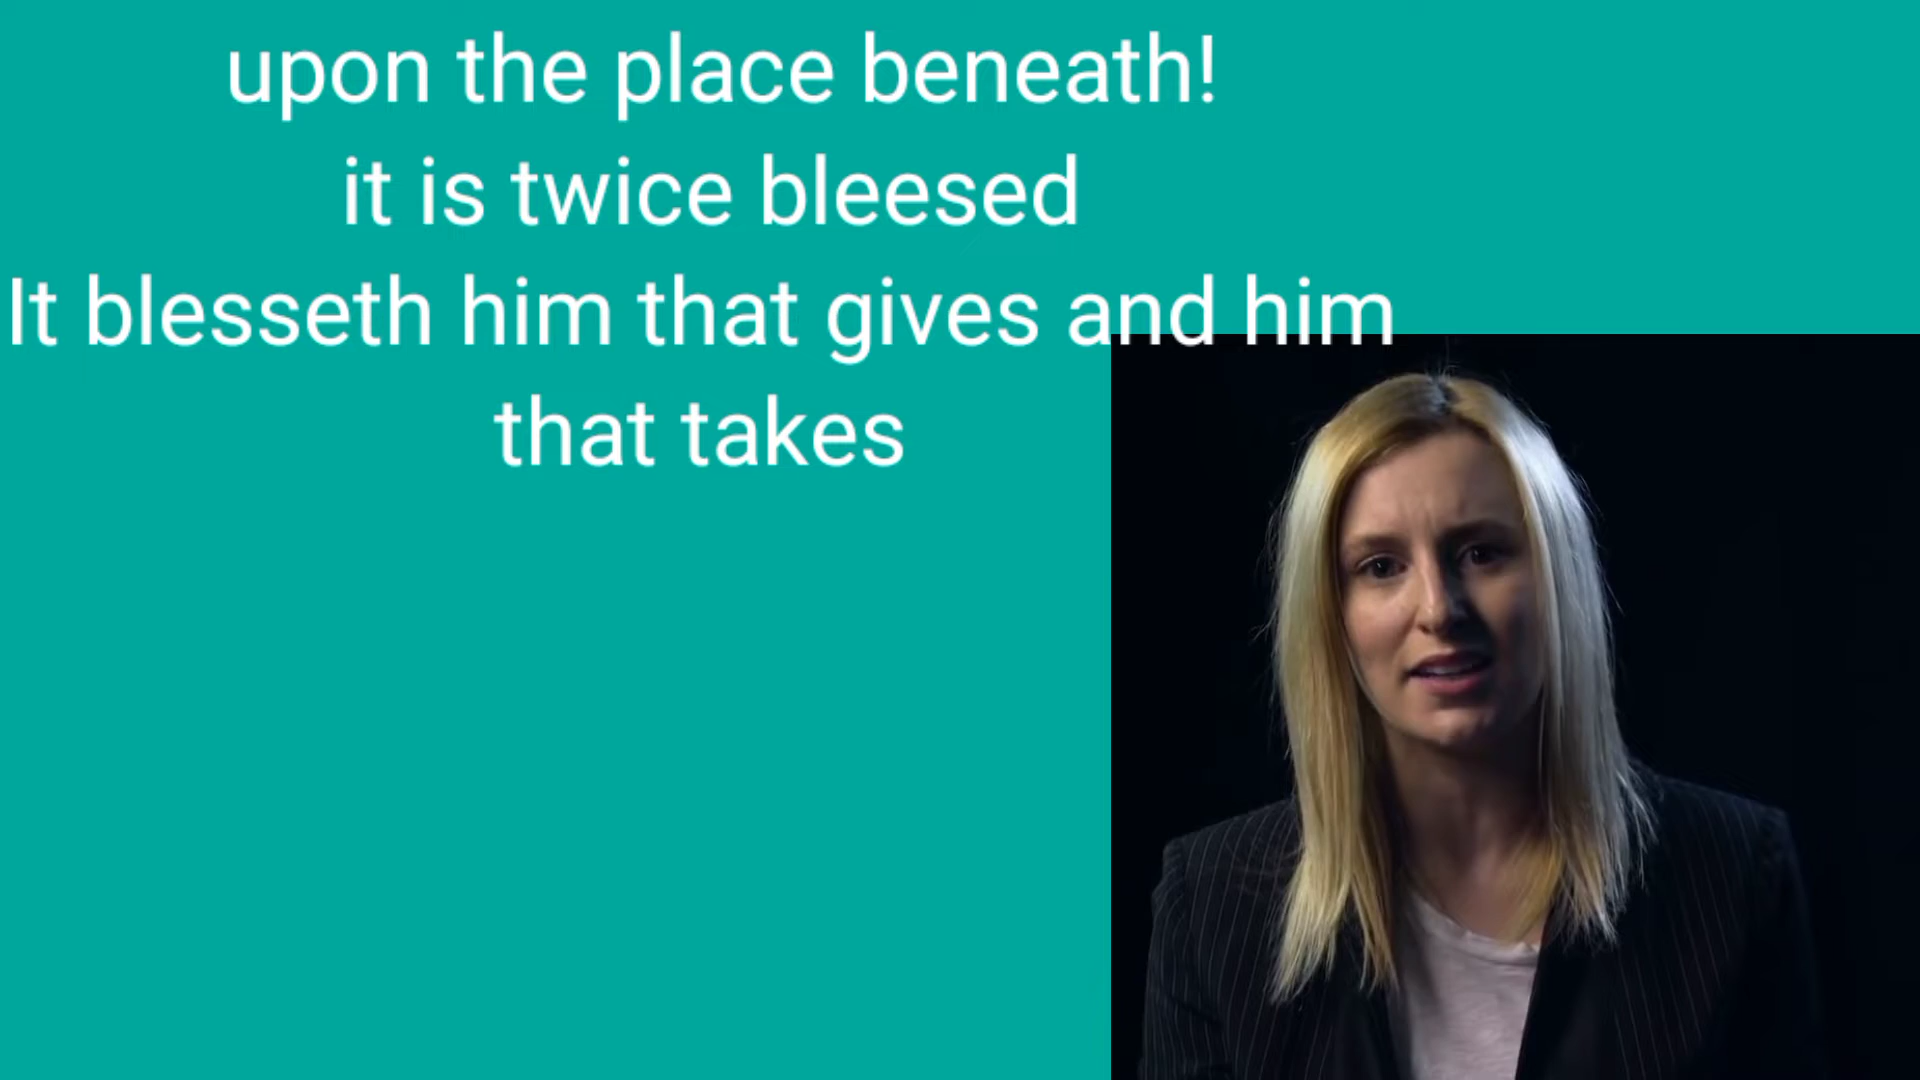 upon the place beneath!
it is twice bleesed
It blesseth him that gives and him
that takes